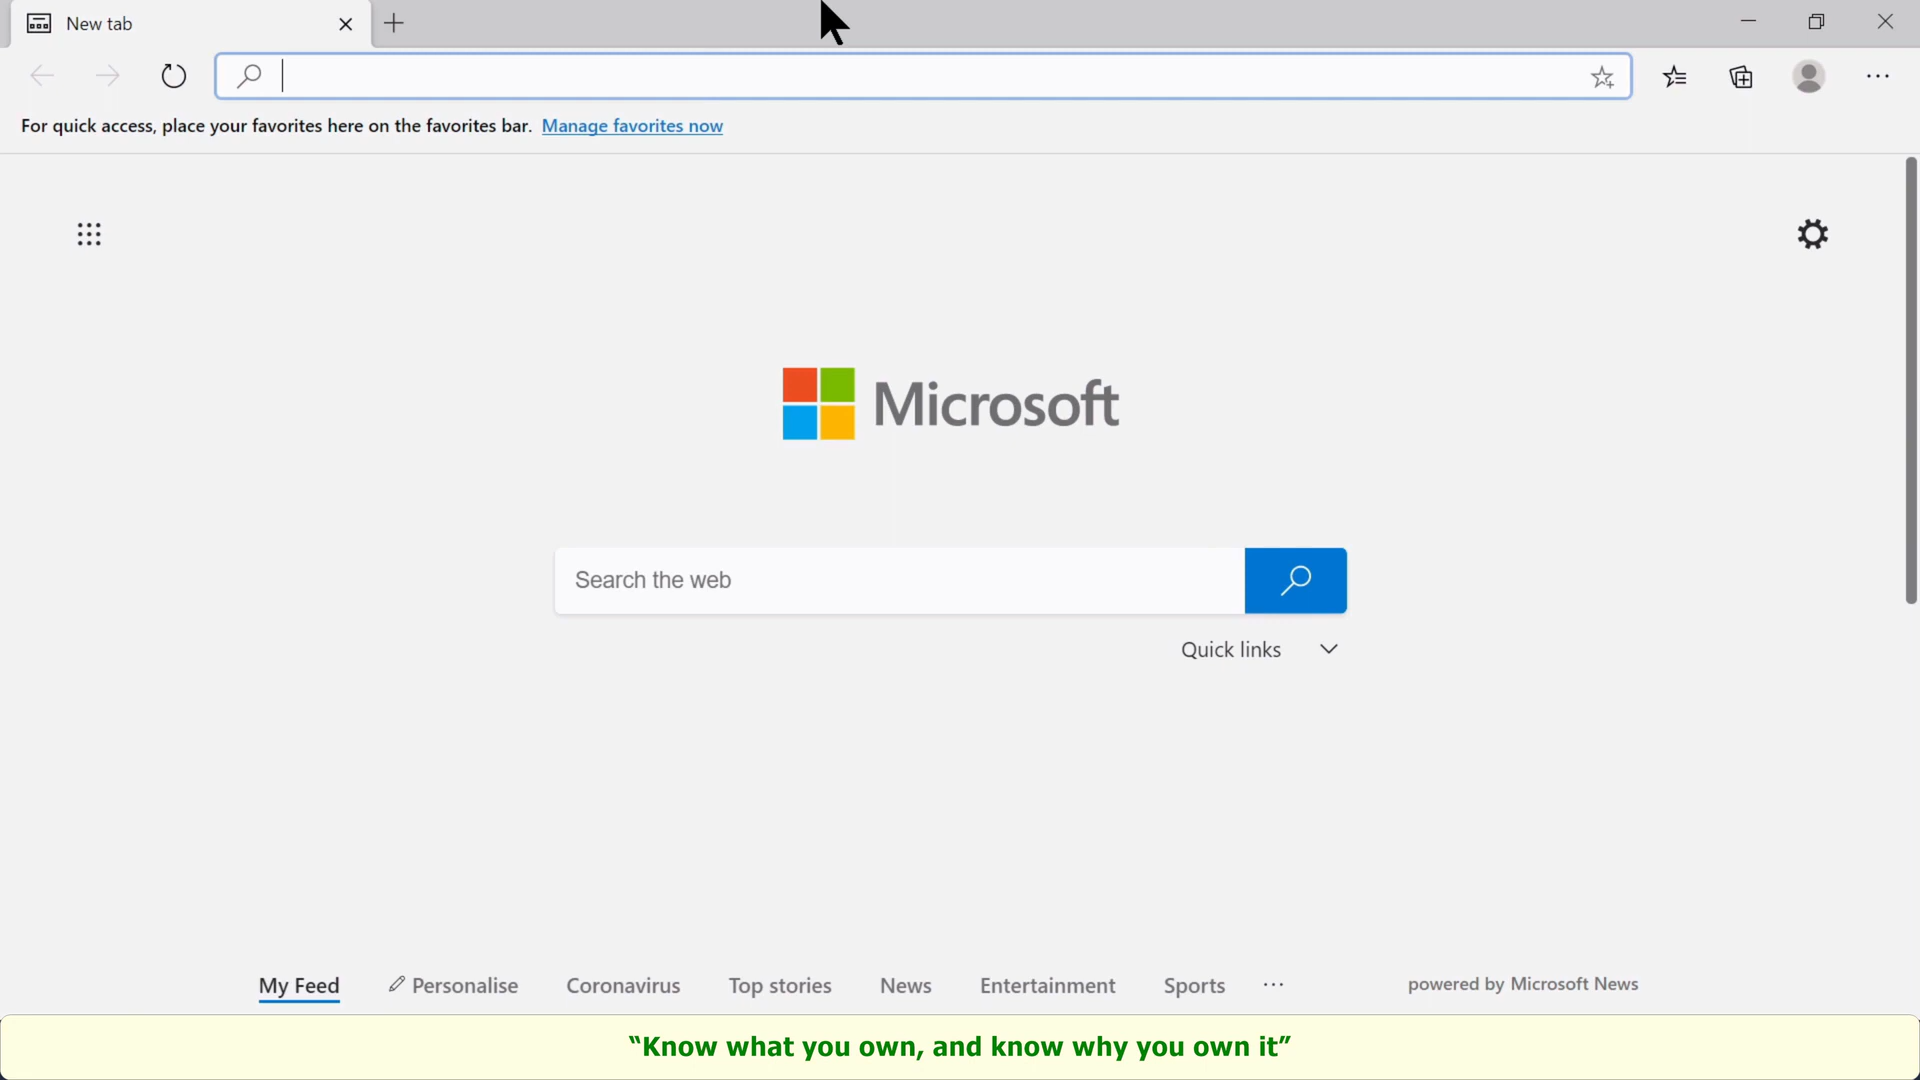 New tab
For quick access, place your favorites here on the favorites bar. Manage favorites now
Microsoft
Search the web
Quick links
My Feed Personalise Coronavirus Top stories News Entertainment Sports ... powered by Microsoft News
“Know what you own, and know why you own it”